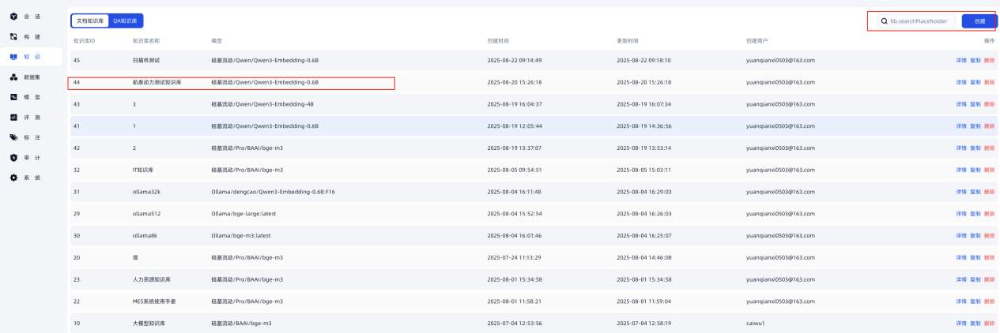 会 话
构 建
知 识
数据集
模 型
评 测
标 注
审 计
系 统
文档知识库 QA知识库 lib.searchPlaceholder 创建
知识库ID 知识库名称 模型 创建时间 更新时间 创建用户 操作
45 扫描件测试 硅基流动/Qwen/Qwen3-Embedding-0.6B 2025-08-22 09:14:49 2025-08-22 09:18:10 yuanqianxi0503@163.com 详情 复制 删除
44 航泰动力测试知识库 硅基流动/Qwen/Qwen3-Embedding-0.6B 2025-08-20 15:26:18 2025-08-20 15:26:18 yuanqianxi0503@163.com 详情 复制 删除
43 3 硅基流动/Qwen/Qwen3-Embedding-4B 2025-08-19 16:04:37 2025-08-19 16:07:34 yuanqianxi0503@163.com 详情 复制 删除
41 1 硅基流动/Qwen/Qwen3-Embedding-0.6B 2025-08-19 12:05:44 2025-08-19 14:36:56 yuanqianxi0503@163.com 详情 复制 删除
42 2 硅基流动/Pro/BAAI/bge-m3 2025-08-19 13:37:07 2025-08-19 13:53:14 yuanqianxi0503@163.com 详情 复制 删除
32 IT知识库 硅基流动/Pro/BAAI/bge-m3 2025-08-05 09:54:51 2025-08-05 15:03:11 yuanqianxi0503@163.com 详情 复制 删除
31 ollama32k Ollama/dengcao/Qwen3-Embedding-0.6B:F16 2025-08-04 16:11:48 2025-08-04 16:29:03 yuanqianxi0503@163.com 详情 复制 删除
29 ollama512 Ollama/bge-large:latest 2025-08-04 15:52:54 2025-08-04 16:26:03 yuanqianxi0503@163.com 详情 复制 删除
30 ollama8k Ollama/bge-m3:latest 2025-08-04 16:01:46 2025-08-04 16:25:07 yuanqianxi0503@163.com 详情 复制 删除
20 规 硅基流动/Pro/BAAI/bge-m3 2025-07-24 11:13:29 2025-08-04 14:46:08 yuanqianxi0503@163.com 详情 复制 删除
23 人力资源知识库 硅基流动/Pro/BAAI/bge-m3 2025-08-01 15:34:58 2025-08-01 15:34:58 yuanqianxi0503@163.com 详情 复制 删除
22 MES系统使用手册 硅基流动/Pro/BAAI/bge-m3 2025-08-01 11:58:21 2025-08-01 11:59:04 yuanqianxi0503@163.com 详情 复制 删除
10 大模型知识库 硅基流动/BAAI/bge-m3 2025-07-04 12:53:56 2025-07-04 12:58:19 caiwu1 详情 复制 删除